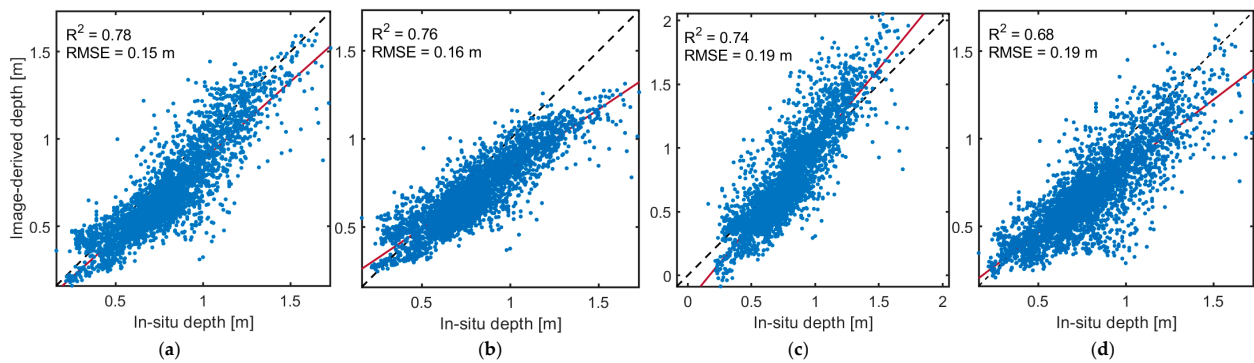 R² = 0.78
RMSE = 0.15 m
1.5
1
0.5
Image-derived depth [m]
0.5
1
1.5
In-situ depth [m]
(a)
R² = 0.76
RMSE = 0.16 m
1.5
1
0.5
0.5
1
1.5
In-situ depth [m]
(b)
2
R² = 0.74
RMSE = 0.19 m
1.5
1
0.5
0
0
0.5
1
1.5
2
In-situ depth [m]
(c)
R² = 0.68
RMSE = 0.19 m
1.5
1
0.5
0.5
1
1.5
In-situ depth [m]
(d)